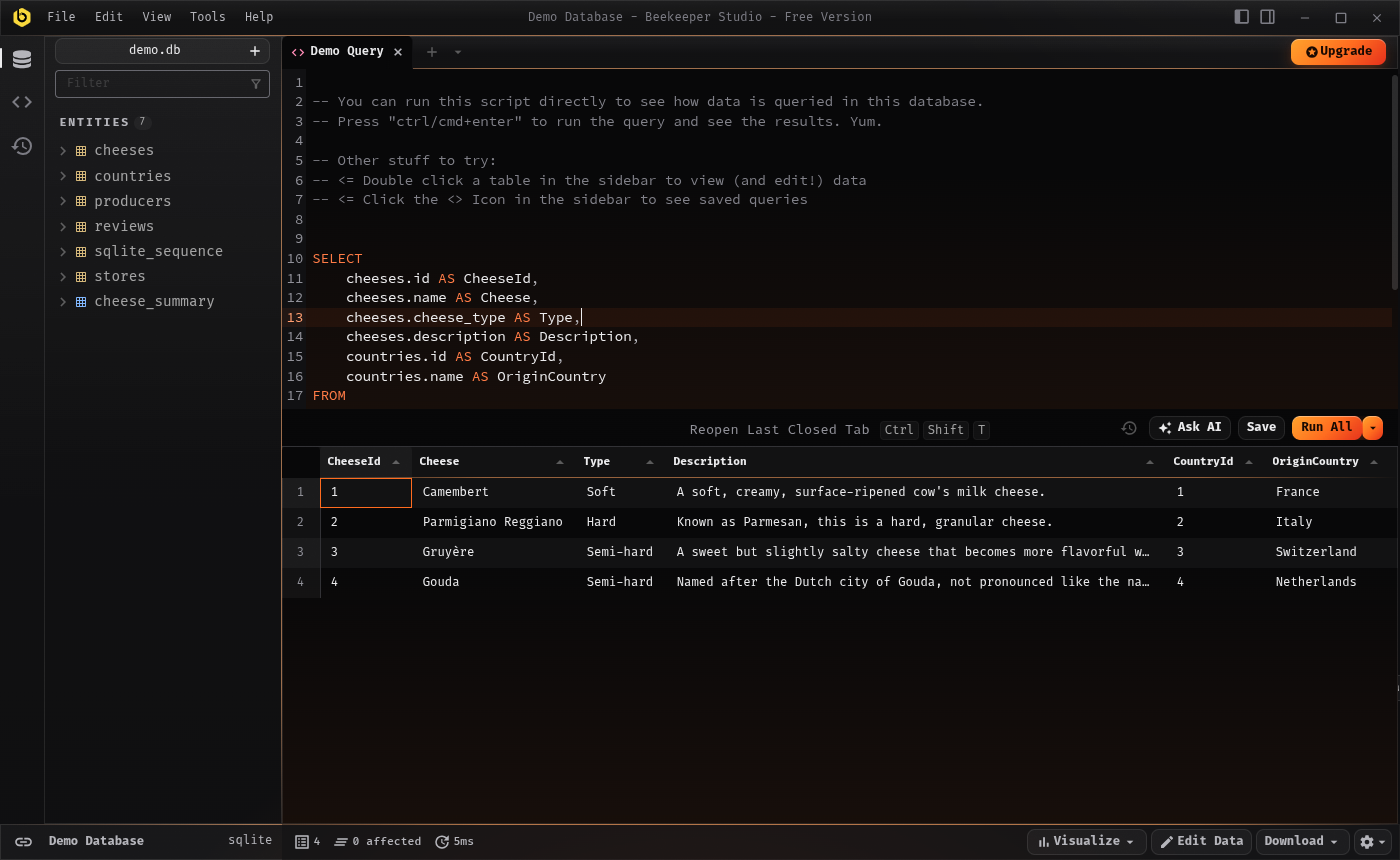 File Edit View Tools Help
Demo Database - Beekeeper Studio - Free Version
demo.db +
Filter
ENTITIES 7
cheeses
countries
producers
reviews
sqlite_sequence
stores
cheese_summary
Demo Query
Upgrade
1
2 -- You can run this script directly to see how data is queried in this database.
3 -- Press "ctrl/cmd+enter" to run the query and see the results. Yum.
4
5 -- Other stuff to try:
6 -- <= Double click a table in the sidebar to view (and edit!) data
7 -- <= Click the <> Icon in the sidebar to see saved queries
8
9
10 SELECT
11 cheeses.id AS CheeseId,
12 cheeses.name AS Cheese,
13 cheeses.cheese_type AS Type,
14 cheeses.description AS Description,
15 countries.id AS CountryId,
16 countries.name AS OriginCountry
17 FROM
Reopen Last Closed Tab Ctrl Shift T
Ask AI Save Run All
CheeseId Cheese Type Description CountryId OriginCountry
1 1 Camembert Soft A soft, creamy, surface-ripened cow's milk cheese. 1 France
2 2 Parmigiano Reggiano Hard Known as Parmesan, this is a hard, granular cheese. 2 Italy
3 3 Gruyère Semi-hard A sweet but slightly salty cheese that becomes more flavorful w… 3 Switzerland
4 4 Gouda Semi-hard Named after the Dutch city of Gouda, not pronounced like the na… 4 Netherlands
Demo Database sqlite 4 0 affected 5ms Visualize Edit Data Download